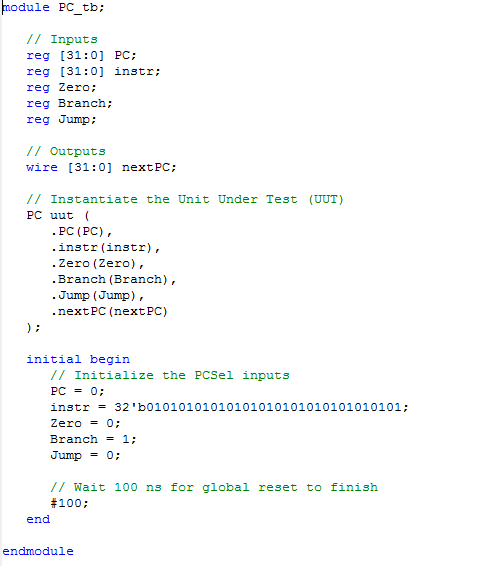 module PC_tb;
// Inputs
reg [31:0] PC;
reg [31:0] instr;
reg Zero;
reg Branch;
reg Jump;
// Outputs
wire [31:0] nextPC;
// Instantiate the Unit Under Test (UUT)
PC uut (
.PC(PC),
.instr(instr),
.Zero(Zero),
.Branch(Branch),
.Jump(Jump),
.nextPC(nextPC)
);
initial begin
// Initialize the PCSel inputs
PC = 0;
instr = 32'b01010101010101010101010101010101;
Zero = 0;
Branch = 1;
Jump = 0;
// Wait 100 ns for global reset to finish
#100;
end
endmodule